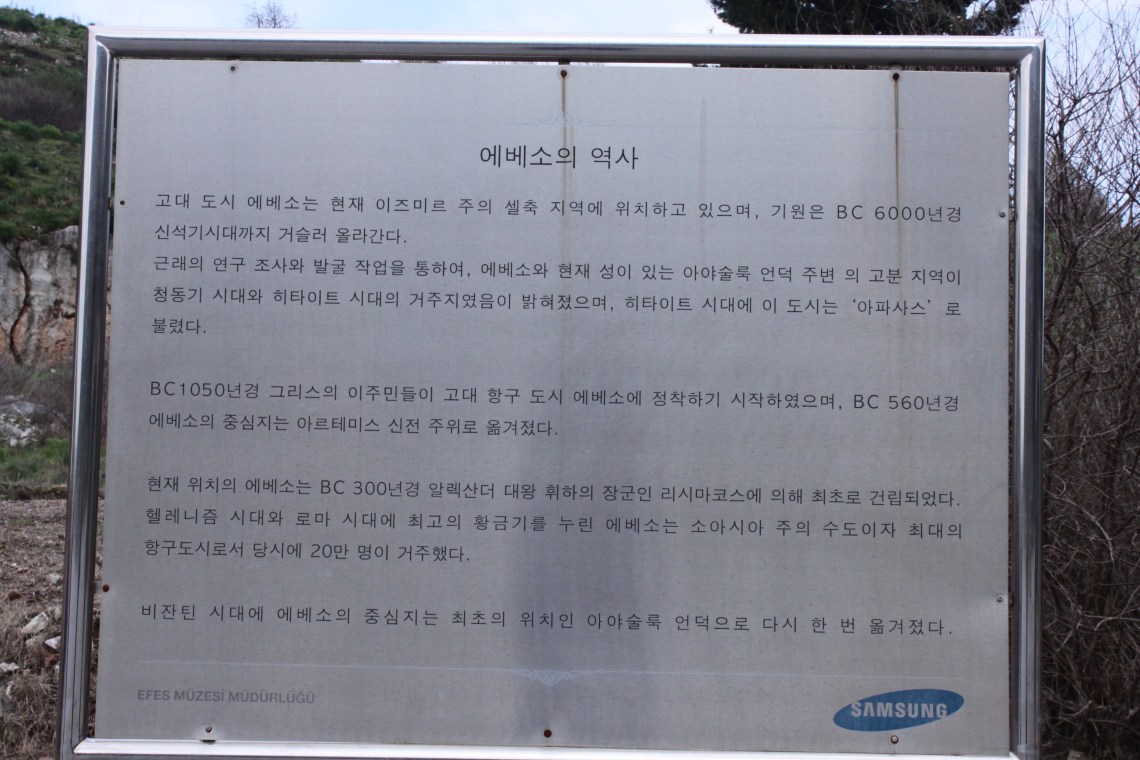 에베소의 역사
고대 도시 에베소는 현재 이즈미르 주의 셀축 지역에 위치하고 있으며, 기원은 BC 6000년경
신석기시대까지 거슬러 올라간다.
근래의 연구 조사와 발굴 작업을 통하여, 에베소와 현재 성이 있는 아야술룩 언덕 주변 의 고분 지역이
청동기 시대와 히타이트 시대의 거주지였음이 밝혀졌으며, 히타이트 시대에 이 도시는 ‘아파사스’ 로
불렸다.
BC1050년경 그리스의 이주민들이 고대 항구 도시 에베소에 정착하기 시작하였으며, BC 560년경
에베소의 중심지는 아르테미스 신전 주위로 옮겨졌다.
현재 위치의 에베소는 BC 300년경 알렉산더 대왕 휘하의 장군인 리시마코스에 의해 최초로 건립되었다.
헬레니즘 시대와 로마 시대에 최고의 황금기를 누린 에베소는 소아시아 주의 수도이자 최대의
항구도시로서 당시에 20만 명이 거주했다.
비잔틴 시대에 에베소의 중심지는 최초의 위치인 아야술룩 언덕으로 다시 한 번 옮겨졌다.
EFES MÜZESİ MÜDÜRLÜĞÜ
SAMSUNG